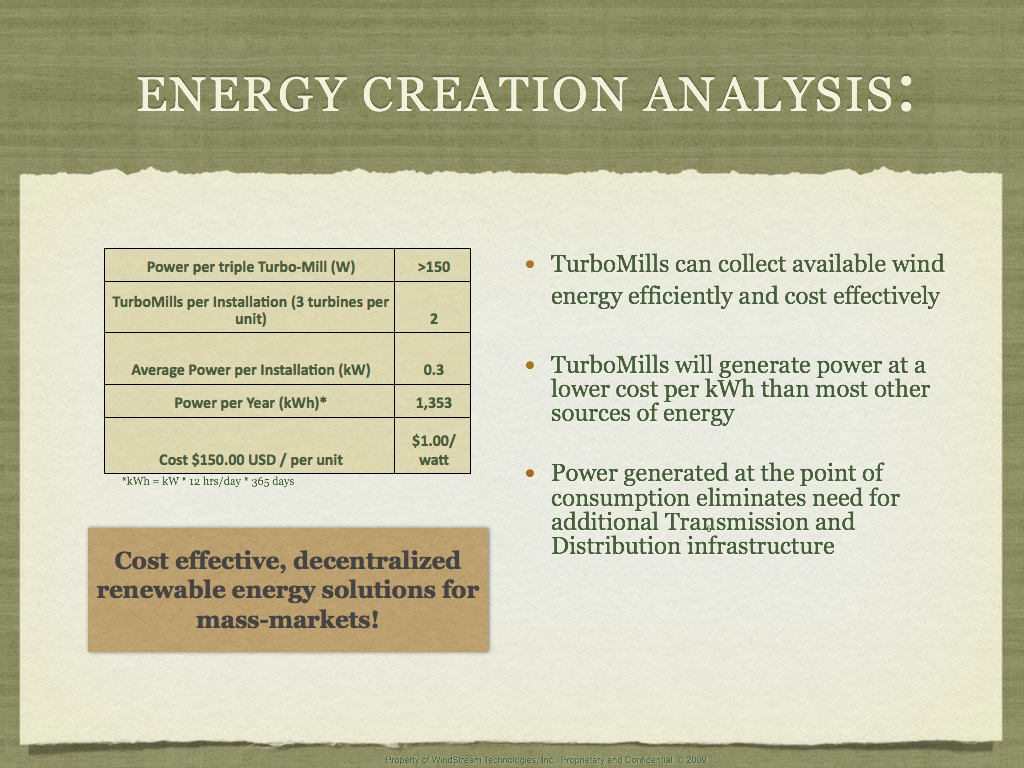 ENERGY CREATION ANALYSIS:
Power per triple Turbo-Mill (W) >150
TurboMills per Installation (3 turbines per
unit) 2
Average Power per Installation (kW) 0.3
Power per Year (kWh)* 1,353
$1.00/
Cost $150.00 USD / per unit watt
*kWh = kW * 12 hrs/day * 365 days
Cost effective, decentralized
renewable energy solutions for
mass-markets!
• TurboMills can collect available wind
energy efficiently and cost effectively
• TurboMills will generate power at a
lower cost per kWh than most other
sources of energy
• Power generated at the point of
consumption eliminates need for
additional Transmission and
Distribution infrastructure
Property of WindStream Technologies, Inc. Proprietary and Confidential © 2009